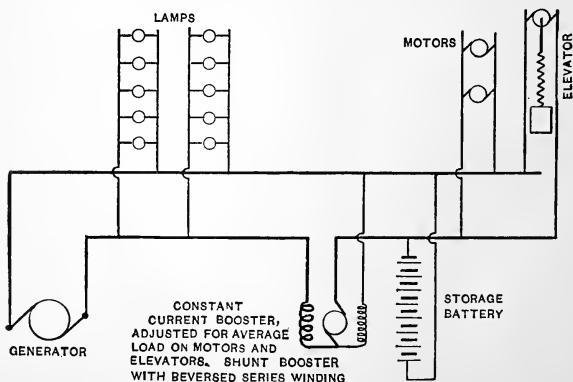 LAMPS
MOTORS
ELEVATOR
GENERATOR
CONSTANT
CURRENT BOOSTER,
ADJUSTED FOR AVERAGE
LOAD ON MOTORS AND
ELEVATORS. SHUNT BOOSTER
WITH BEVERSED SERIES WINDING
STORAGE
BATTERY